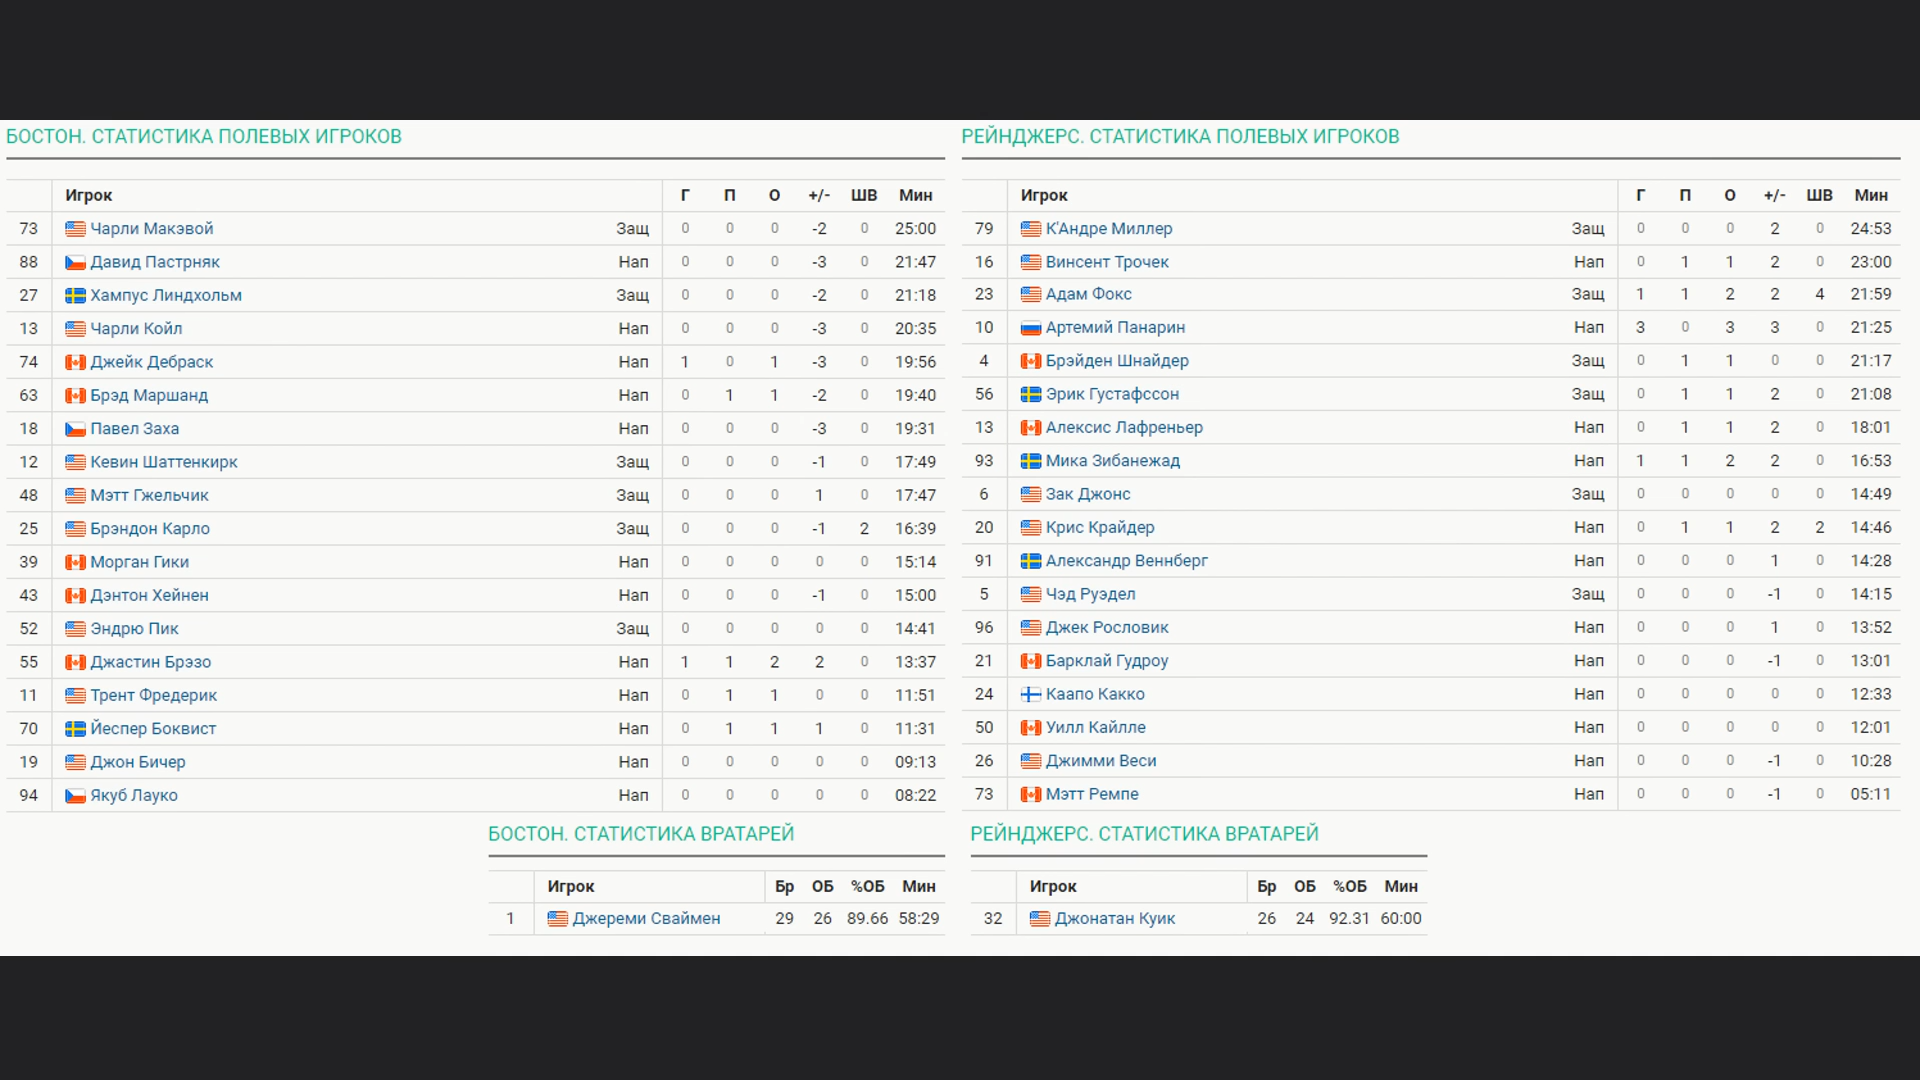 БОСТОН. СТАТИСТИКА ПОЛЕВЫХ ИГРОКОВ
Игрок Г П О +/- ШВ Мин
73 Чарли Макэвой Защ 0 0 0 -2 0 25:00
88 Давид Пастрняк Нап 0 0 0 -3 0 21:47
27 Хампус Линдхольм Защ 0 0 0 -2 0 21:18
13 Чарли Койл Нап 0 0 0 -3 0 20:35
74 Джейк Дебраск Нап 1 0 1 -3 0 19:56
63 Брэд Маршанд Нап 0 1 1 -2 0 19:40
18 Павел Заха Нап 0 0 0 -3 0 19:31
12 Кевин Шаттенкирк Защ 0 0 0 -1 0 17:49
48 Мэтт Гжельчик Защ 0 0 0 1 0 17:47
25 Брэндон Карло Защ 0 0 0 -1 2 16:39
39 Морган Гики Нап 0 0 0 0 0 15:14
43 Дэнтон Хейнен Нап 0 0 0 -1 0 15:00
52 Эндрю Пик Защ 0 0 0 0 0 14:41
55 Джастин Брэзо Нап 1 1 2 2 0 13:37
11 Трент Фредерик Нап 0 1 1 0 0 11:51
70 Йеспер Боквист Нап 0 1 1 1 0 11:31
19 Джон Бичер Нап 0 0 0 0 0 09:13
94 Якуб Лауко Нап 0 0 0 0 0 08:22
БОСТОН. СТАТИСТИКА ВРАТАРЕЙ
Игрок Бр ОБ %ОБ Мин
1 Джереми Сваймен 29 26 89.66 58:29
РЕЙНДЖЕРС. СТАТИСТИКА ПОЛЕВЫХ ИГРОКОВ
Игрок Г П О +/- ШВ Мин
79 К'Андре Миллер Защ 0 0 0 2 0 24:53
16 Винсент Трочек Нап 0 1 1 2 0 23:00
23 Адам Фокс Защ 1 1 2 2 4 21:59
10 Артемий Панарин Нап 3 0 3 3 0 21:25
4 Брэйден Шнайдер Защ 0 1 1 0 0 21:17
56 Эрик Густафссон Защ 0 1 1 2 0 21:08
13 Алексис Лафреньер Нап 0 1 1 2 0 18:01
93 Мика Зибанежад Нап 1 1 2 2 0 16:53
6 Зак Джонс Защ 0 0 0 0 0 14:49
20 Крис Крайдер Нап 0 1 1 2 2 14:46
91 Александр Веннберг Нап 0 0 0 1 0 14:28
5 Чэд Руэдел Защ 0 0 0 -1 0 14:15
96 Джек Рословик Нап 0 0 0 1 0 13:52
21 Барклай Гудроу Нап 0 0 0 -1 0 13:01
24 Каапо Какко Нап 0 0 0 0 0 12:33
50 Уилл Кайлле Нап 0 0 0 0 0 12:01
26 Джимми Веси Нап 0 0 0 -1 0 10:28
73 Мэтт Ремпе Нап 0 0 0 -1 0 05:11
РЕЙНДЖЕРС. СТАТИСТИКА ВРАТАРЕЙ
Игрок Бр ОБ %ОБ Мин
32 Джонатан Куик 26 24 92.31 60:00